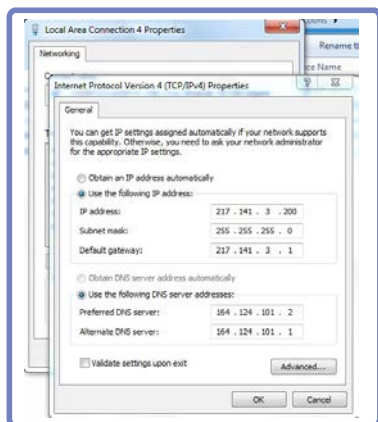 Local Area Connection 4 Properties
Rename t
Networking
ce Name
Internet Protocol Version 4 (TCP/IPv4) Properties
General
You can get IP settings assigned automatically if your network supports
this capability. Otherwise, you need to ask your network administrator
for the appropriate IP settings.
Obtain an IP address automatically
Use the following IP address:
IP address: 217 . 141 . 3 . 200
Subnet mask: 255 . 255 . 255 . 0
Default gateway: 217 . 141 . 3 . 1
Obtain DNS server address automatically
Use the following DNS server addresses:
Preferred DNS server: 164 . 124 . 101 . 2
Alternate DNS server: 164 . 124 . 101 . 1
Validate settings upon exit
Advanced...
OK Cancel